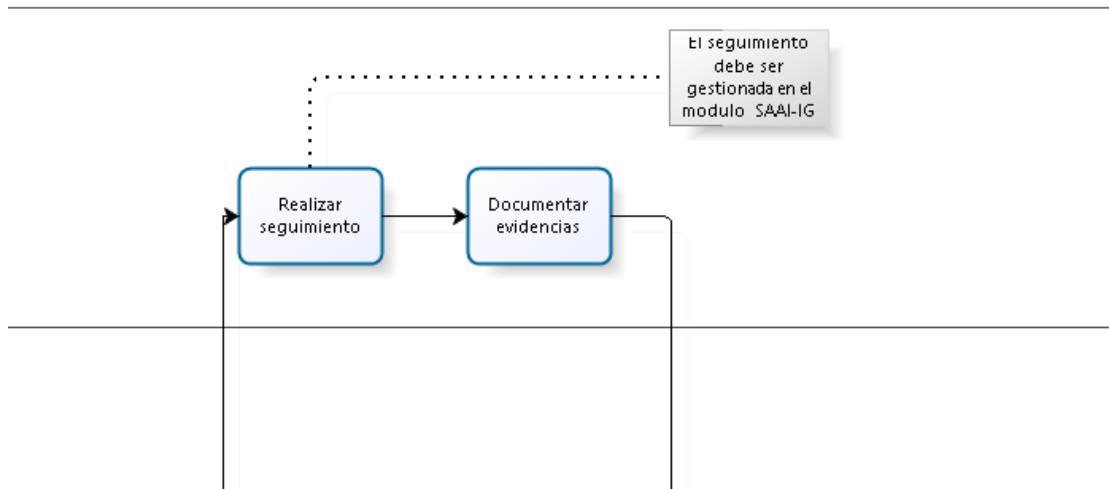 El seguimiento
debe ser
gestionada en el
modulo SAAI-IG
Realizar
seguimiento
Documentar
evidencias